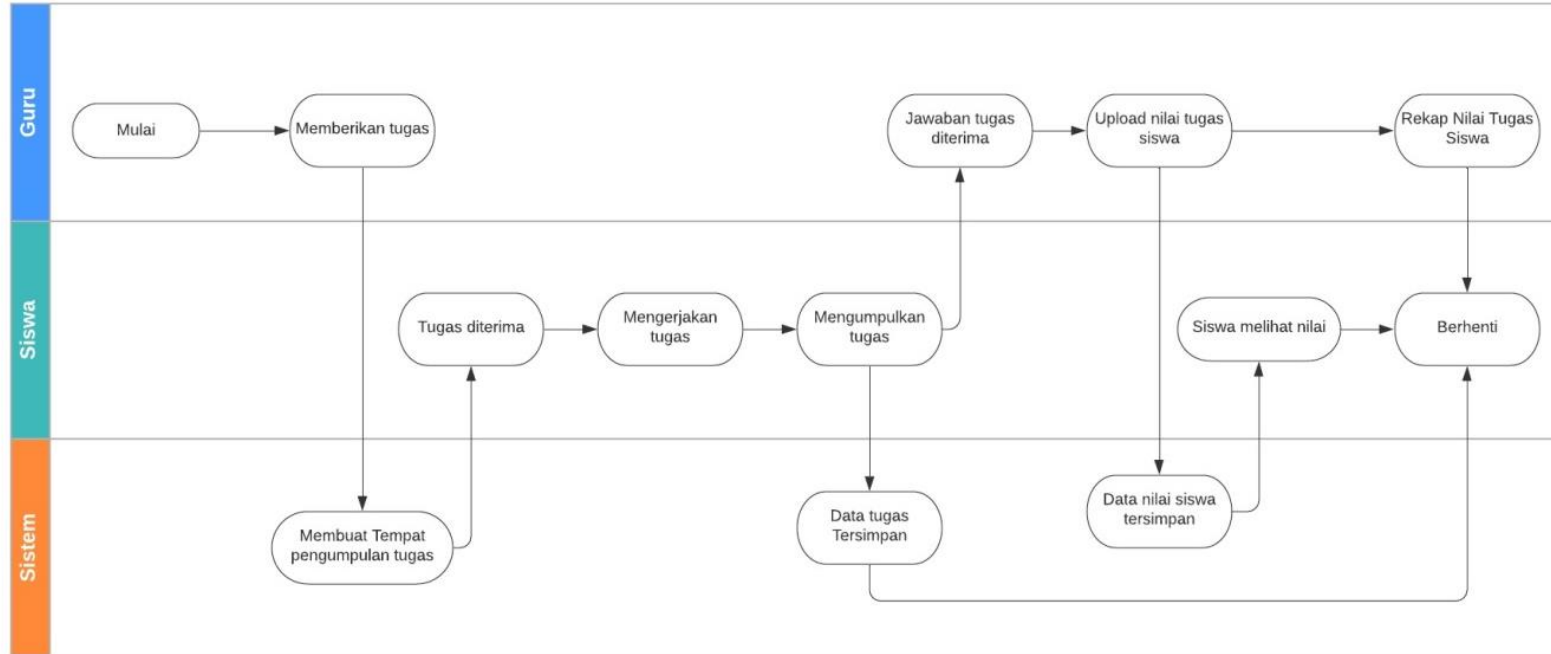 Guru
Mulai
Memberikan tugas
Jawaban tugas
diterima
Upload nilai tugas
siswa
Rekap Nilai Tugas
Siswa
Siswa
Tugas diterima
Mengerjakan
tugas
Mengumpulkan
tugas
Siswa melihat nilai
Berhenti
Sistem
Membuat Tempat
pengumpulan tugas
Data tugas
Tersimpan
Data nilai siswa
tersimpan